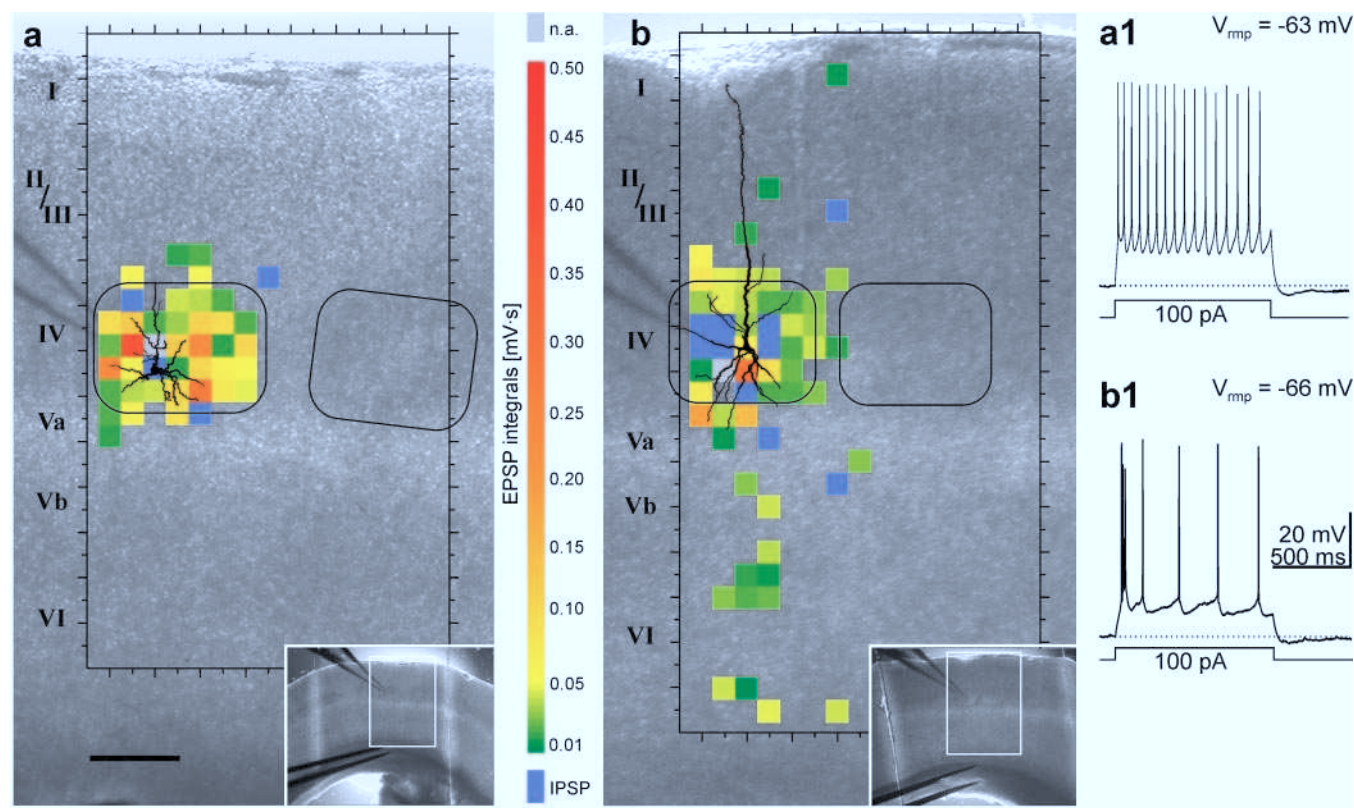 a
I
II
/
III
IV
Va
Vb
VI
n.a.
0.50
0.45
0.40
0.35
0.30
0.25
0.20
0.15
0.10
0.05
0.01
IPSP
EPSP integrals [mV·s]
b
I
II
/
III
IV
Va
Vb
VI
a1
Vrmp = -63 mV
100 pA
b1
Vrmp = -66 mV
20 mV
500 ms
100 pA